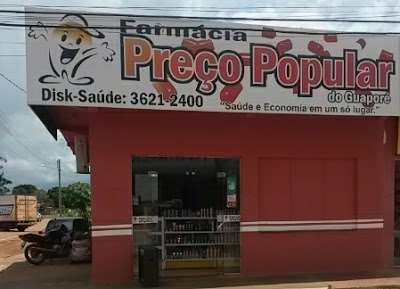 Farmácia
Preço Popular
do Guaporé
Disk-Saúde: 3621-2400
"Saúde e Economia em um só lugar."